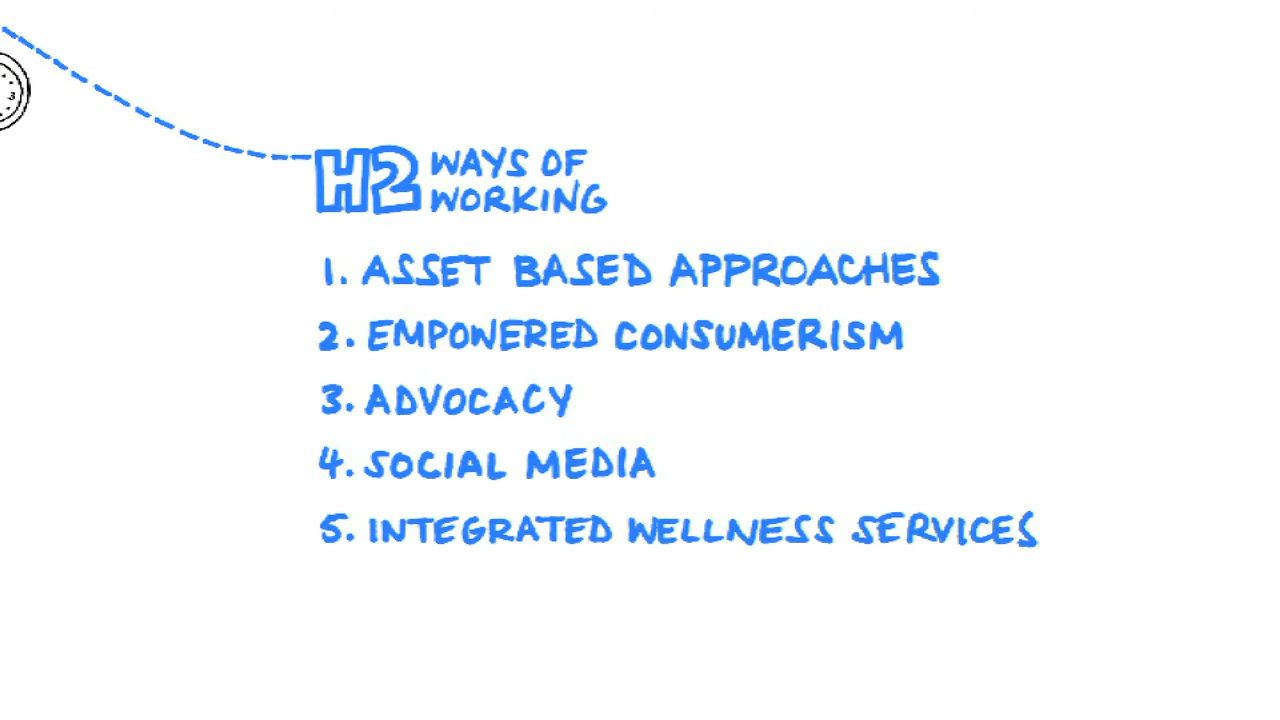 H2 WAYS OF
WORKING
1. ASSET BASED APPROACHES
2. EMPOWERED CONSUMERISM
3. ADVOCACY
4. SOCIAL MEDIA
5. INTEGRATED WELLNESS SERVICES
3